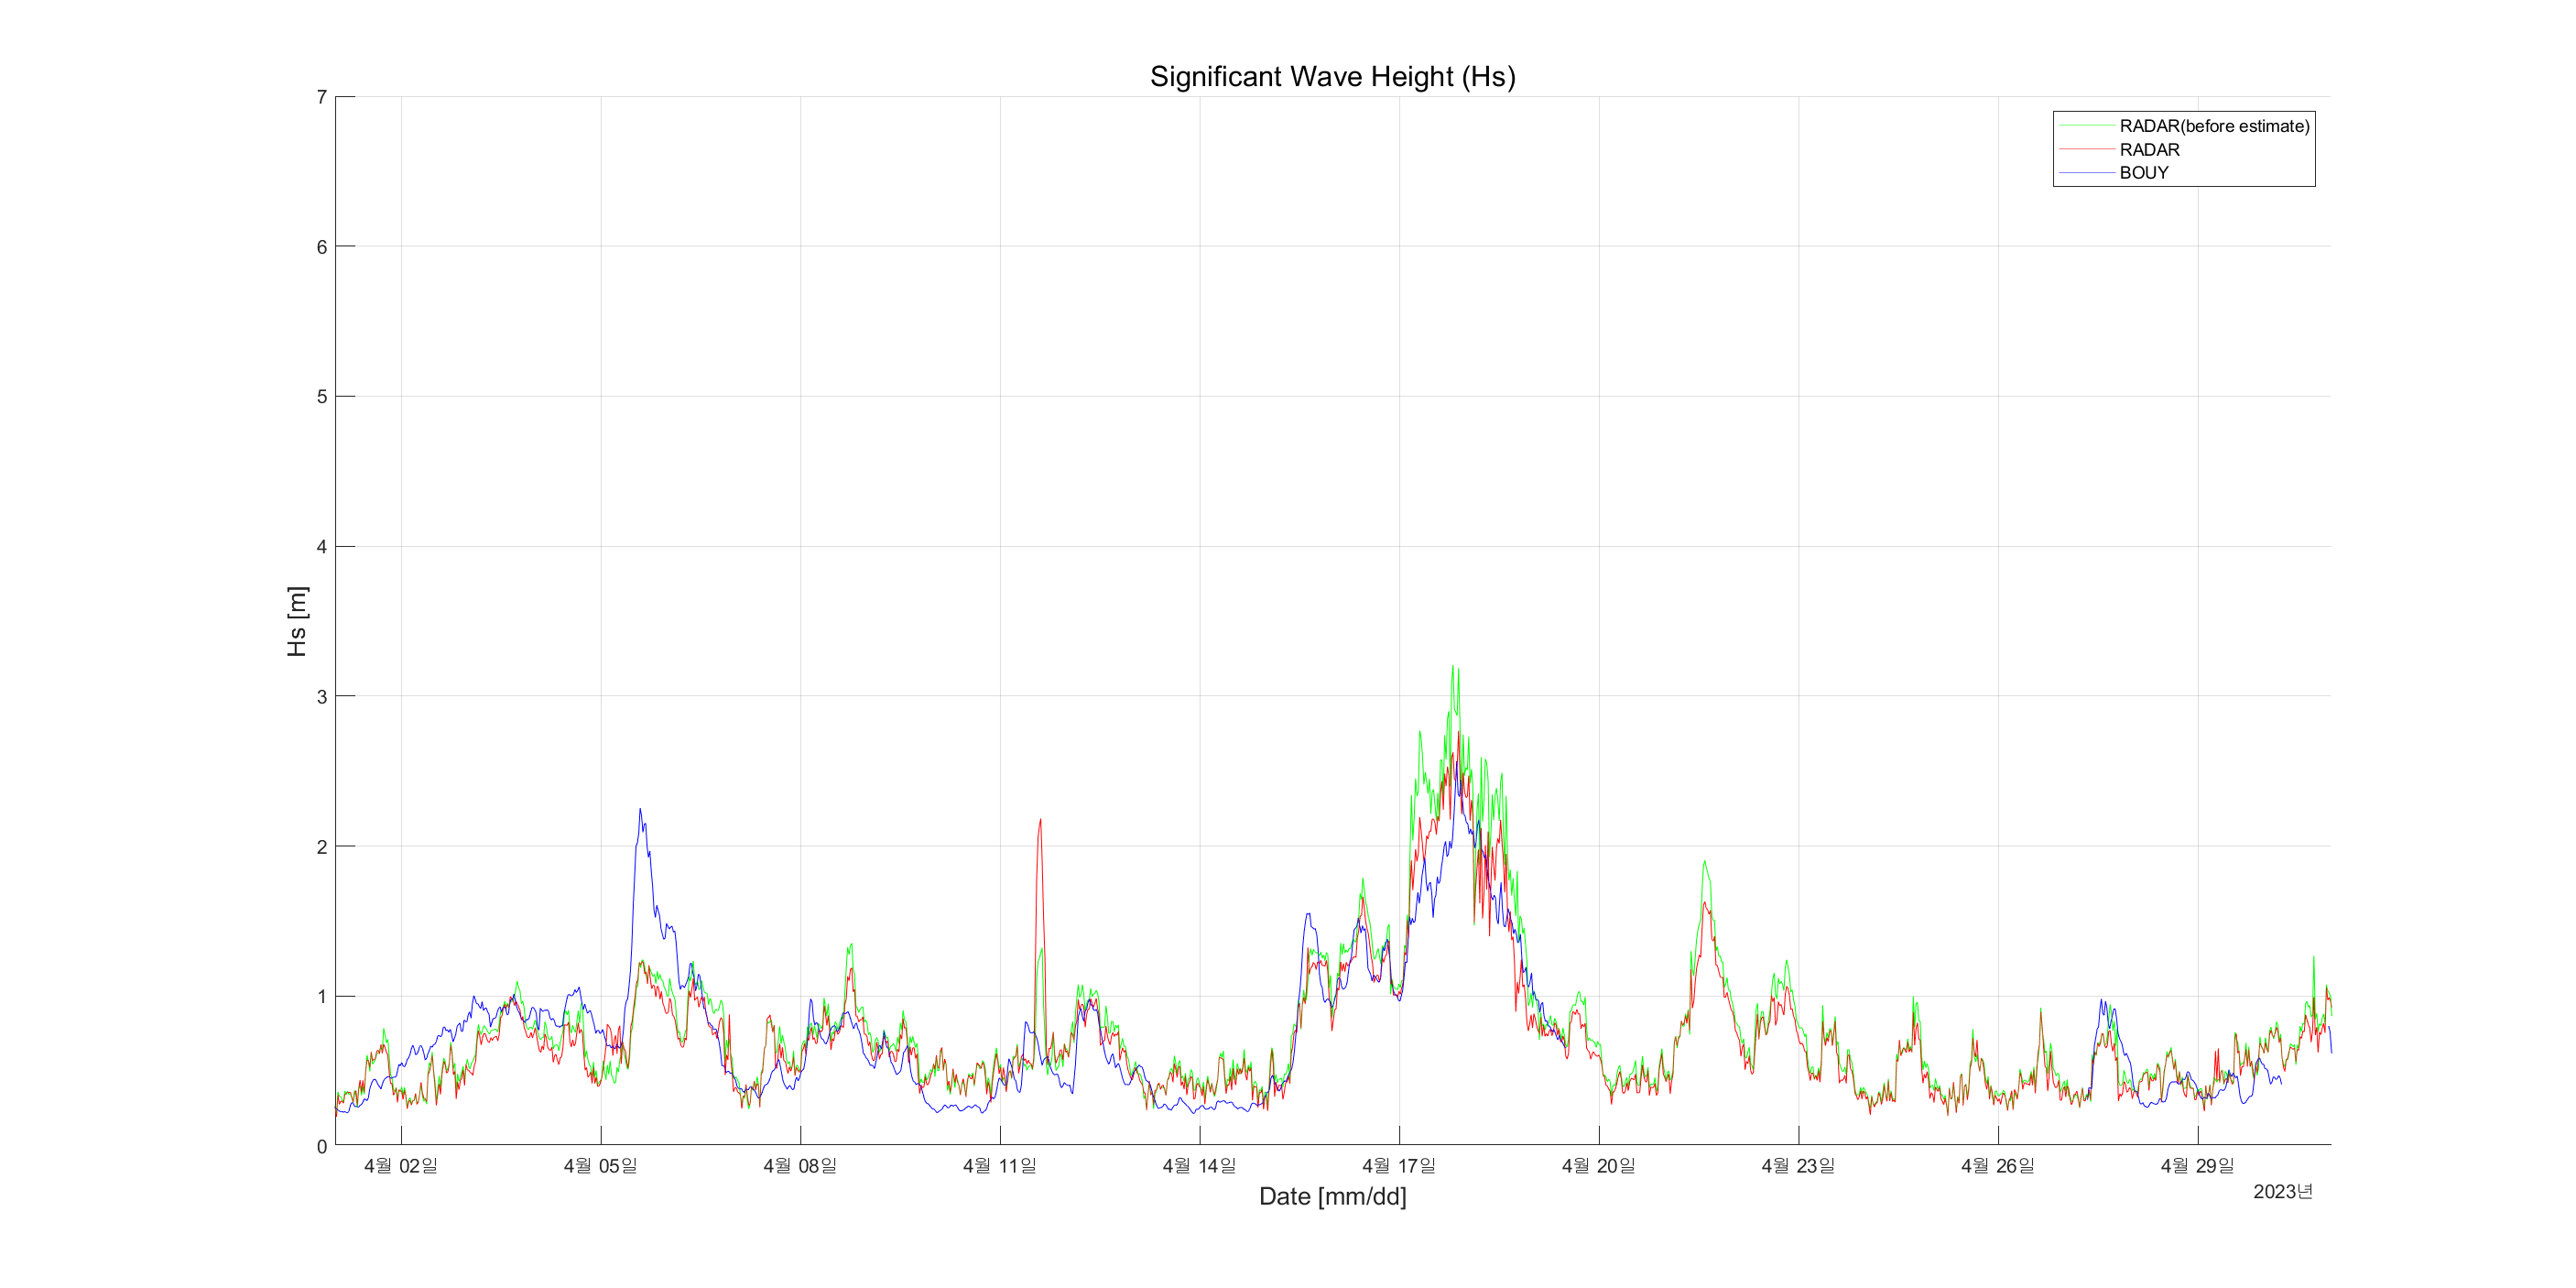 Significant Wave Height (Hs)
7
6
5
4
3
2
1
0
Hs [m]
RADAR(before estimate)
RADAR
BOUY
4월 02일 4월 05일 4월 08일 4월 11일 4월 14일 4월 17일 4월 20일 4월 23일 4월 26일 4월 29일
2023년
Date [mm/dd]